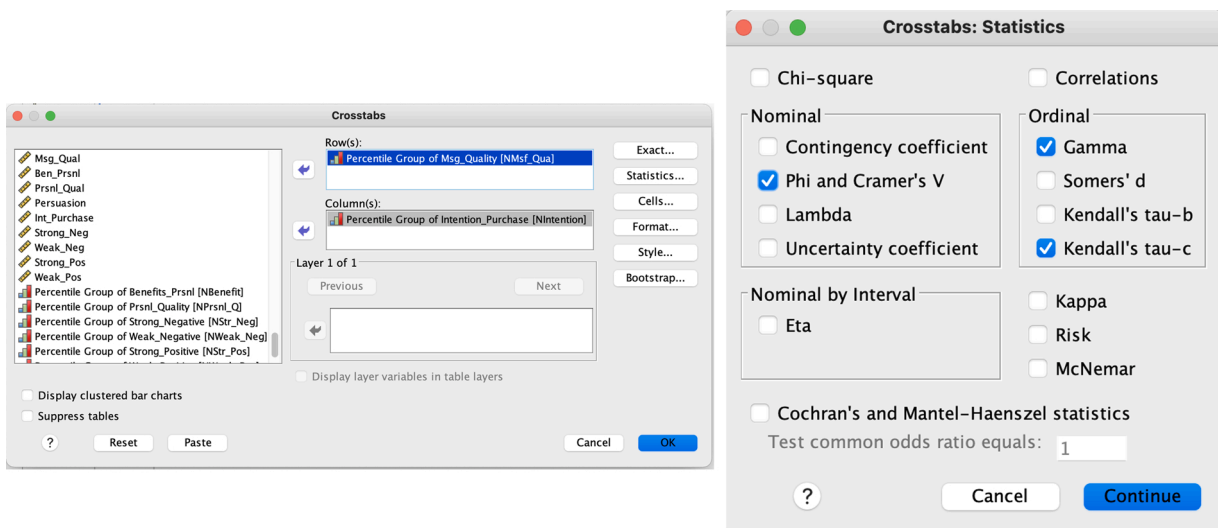 Crosstabs
Msg_Qual
Ben_Prsnl
Prsnl_Qual
Persuasion
Int_Purchase
Strong_Neg
Weak_Neg
Strong_Pos
Weak_Pos
Percentile Group of Benefits_Prsnl [NBenefit]
Percentile Group of Prsnl_Quality [NPrsnl_Q]
Percentile Group of Strong_Negative [NStr_Neg]
Percentile Group of Weak_Negative [NWeak_Neg]
Percentile Group of Strong_Positive [NStr_Pos]
Row(s):
Percentile Group of Msg_Quality [NMsf_Qua]
Column(s):
Percentile Group of Intention_Purchase [NIntention]
Layer 1 of 1
Previous
Next
Display layer variables in table layers
Exact...
Statistics...
Cells...
Format...
Style...
Bootstrap...
Display clustered bar charts
Suppress tables
?
Reset
Paste
Cancel
OK
Crosstabs: Statistics
Chi-square
Correlations
Nominal
Contingency coefficient
Phi and Cramer's V
Lambda
Uncertainty coefficient
Ordinal
Gamma
Somers' d
Kendall's tau-b
Kendall's tau-c
Nominal by Interval
Eta
Kappa
Risk
McNemar
Cochran's and Mantel-Haenszel statistics
Test common odds ratio equals: 1
?
Cancel
Continue